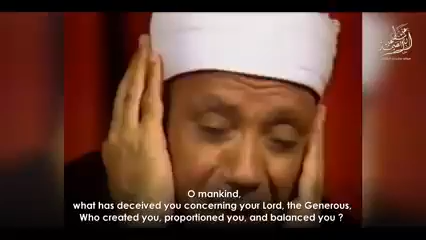 O mankind,
what has deceived you concerning your Lord, the Generous,
Who created you, proportioned you, and balanced you ?